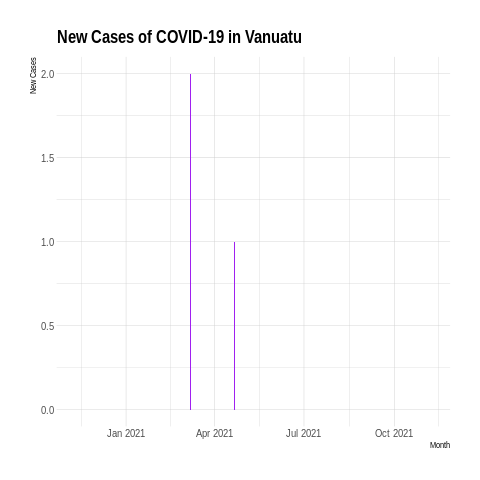 New Cases of COVID-19 in Vanuatu
New Cases
2.0
1.5
1.0
0.5
0.0
Jan 2021 Apr 2021 Jul 2021 Oct 2021
Month